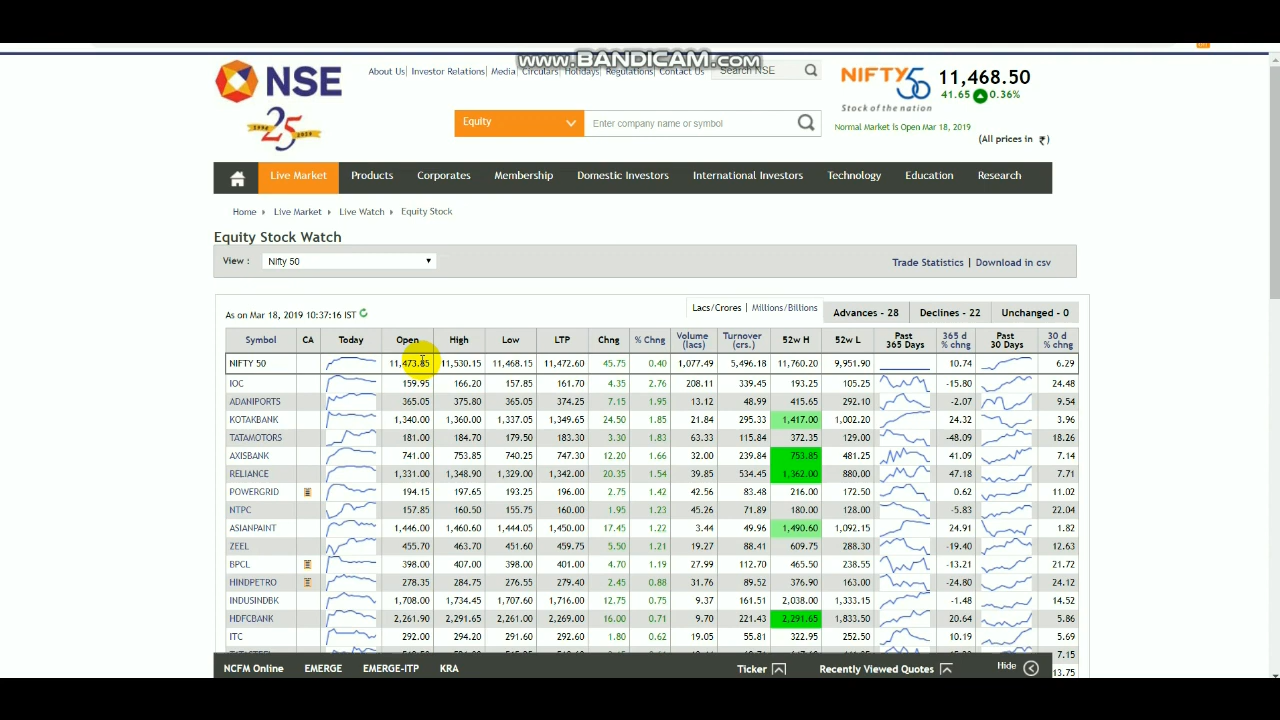 www.BANDICAM.com
NSE
About Us| Investor Relations| Media | Circulars| Holidays| Regulations| Contact Us
Search NSE
NIFTY50
Stock of the nation
11,468.50
41.65 0.36%
Normal Market is Open Mar 18, 2019
(All prices in ₹)
Equity
Enter company name or symbol
Live Market Products Corporates Membership Domestic Investors International Investors Technology Education Research
Home Live Market Live Watch Equity Stock
Equity Stock Watch
View : Nifty 50
Trade Statistics | Download in csv
As on Mar 18, 2019 10:37:16 IST
Lacs/Crores | Millions/Billions
Advances - 28 Declines - 22 Unchanged - 0
Symbol CA Today Open High Low LTP Chng % Chng Volume (lacs) Turnover (crs.) 52w H 52w L Past 365 Days 365 d % chng Past 30 Days 30 d % chng
NIFTY 50 11,473.85 11,530.15 11,468.15 11,472.60 45.75 0.40 1,077.49 5,496.18 11,760.20 9,951.90 10.74 6.29
IOC 159.95 166.20 157.85 161.70 4.35 2.76 208.11 339.45 193.25 105.25 -15.80 24.48
ADANIPORTS 365.05 375.80 365.05 374.25 7.15 1.95 13.12 48.99 415.65 292.10 -2.07 9.54
KOTAKBANK 1,340.00 1,360.00 1,337.05 1,349.65 24.50 1.85 21.84 295.33 1,417.00 1,002.20 24.32 3.96
TATAMOTORS 181.00 184.70 179.50 183.30 3.30 1.83 63.33 115.84 372.35 129.00 -48.09 18.26
AXISBANK 741.00 753.85 740.25 747.30 12.20 1.66 32.00 239.84 753.85 481.25 41.09 7.14
RELIANCE 1,331.00 1,348.90 1,329.00 1,342.00 20.35 1.54 39.85 534.45 1,362.00 880.00 47.18 7.71
POWERGRID 194.15 197.65 193.25 196.00 2.75 1.42 42.56 83.48 216.00 172.50 0.62 11.02
NTPC 157.85 160.50 155.75 160.00 1.95 1.23 45.26 71.89 180.00 128.00 -5.83 22.04
ASIANPAINT 1,446.00 1,460.60 1,444.05 1,450.00 17.45 1.22 3.44 49.96 1,490.60 1,092.15 24.91 1.82
ZEEL 455.70 463.70 451.60 459.75 5.50 1.21 19.27 88.41 609.75 288.30 -19.40 12.63
BPCL 398.00 407.00 398.00 401.00 4.70 1.19 27.99 112.70 465.50 238.55 -13.21 21.72
HINDPETRO 278.35 284.75 276.55 279.40 2.45 0.88 31.76 89.52 376.90 163.00 -24.80 24.12
INDUSINDBK 1,708.00 1,734.45 1,707.60 1,716.00 12.75 0.75 9.37 161.51 2,038.00 1,333.15 -1.48 14.52
HDFCBANK 2,261.90 2,291.65 2,261.00 2,269.00 16.00 0.71 9.70 221.43 2,291.65 1,833.50 20.64 5.86
ITC 292.00 294.20 291.60 292.60 1.80 0.62 19.05 55.81 322.95 252.50 10.19 5.69
7.15
13.75
NCFM Online EMERGE EMERGE-ITP KRA Ticker Recently Viewed Quotes Hide